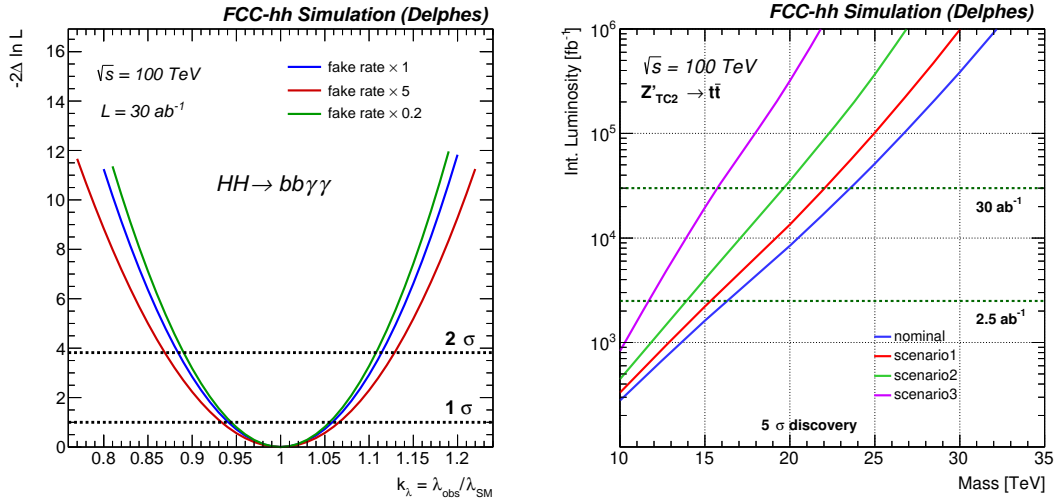 FCC-hh Simulation (Delphes)
-2Δ ln L
16
14
12
10
8
6
4
2
0
√s = 100 TeV
L = 30 ab⁻¹
fake rate × 1
fake rate × 5
fake rate × 0.2
HH→ bbγγ
2 σ
1 σ
0.8 0.85 0.9 0.95 1 1.05 1.1 1.15 1.2
k_λ = λ_obs/λ_SM
FCC-hh Simulation (Delphes)
Int. Luminosity [fb⁻¹]
10⁶
10⁵
10⁴
10³
√s = 100 TeV
Z'_TC2 → tt̄
30 ab⁻¹
2.5 ab⁻¹
nominal
scenario1
scenario2
scenario3
5 σ discovery
10 15 20 25 30 35
Mass [TeV]